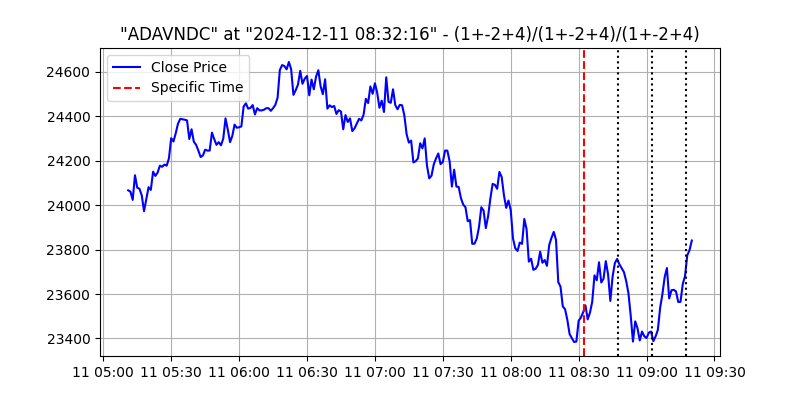 "ADAVNDC" at "2024-12-11 08:32:16" - (1+-2+4)/(1+-2+4)/(1+-2+4)
Close Price
Specific Time
24600
24400
24200
24000
23800
23600
23400
11 05:00 11 05:30 11 06:00 11 06:30 11 07:00 11 07:30 11 08:00 11 08:30 11 09:00 11 09:30